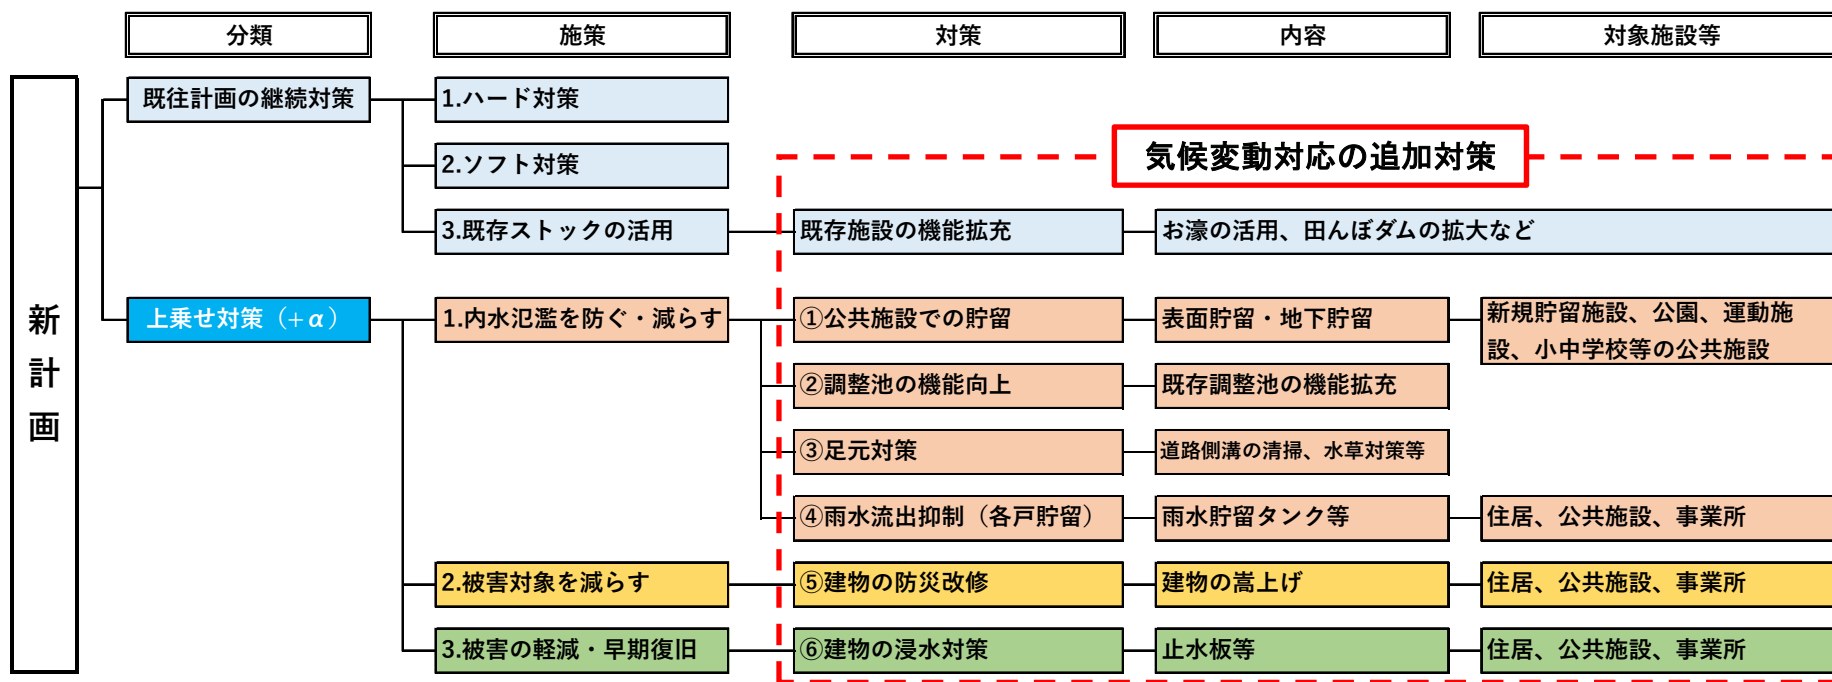 分類
施策
対策
内容
対象施設等
新計画
既往計画の継続対策
1.ハード対策
2.ソフト対策
気候変動対応の追加対策
3.既存ストックの活用
既存施設の機能拡充
お濠の活用、田んぼダムの拡大など
上乗せ対策（+α）
1.内水氾濫を防ぐ・減らす
①公共施設での貯留
表面貯留・地下貯留
新規貯留施設、公園、運動施
設、小中学校等の公共施設
②調整池の機能向上
既存調整池の機能拡充
③足元対策
道路側溝の清掃、水草対策等
④雨水流出抑制（各戸貯留）
雨水貯留タンク等
住居、公共施設、事業所
2.被害対象を減らす
⑤建物の防災改修
建物の嵩上げ
住居、公共施設、事業所
3.被害の軽減・早期復旧
⑥建物の浸水対策
止水板等
住居、公共施設、事業所